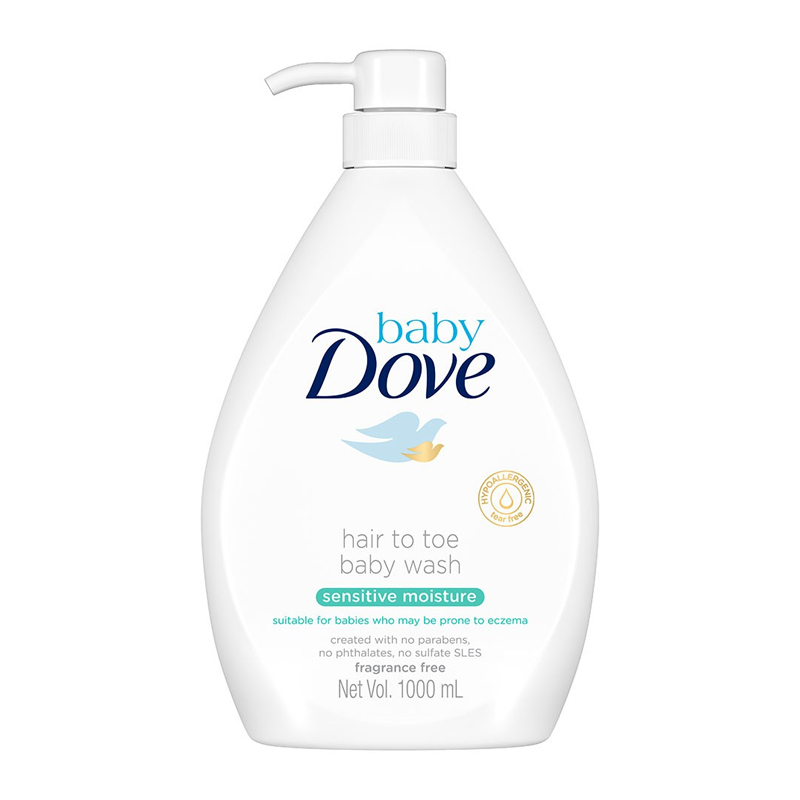 baby
Dove
HYPOALLERGENIC
tear free
hair to toe
baby wash
sensitive moisture
suitable for babies who may be prone to eczema
created with no parabens,
no phthalates, no sulfate SLES
fragrance free
Net Vol. 1000 mL